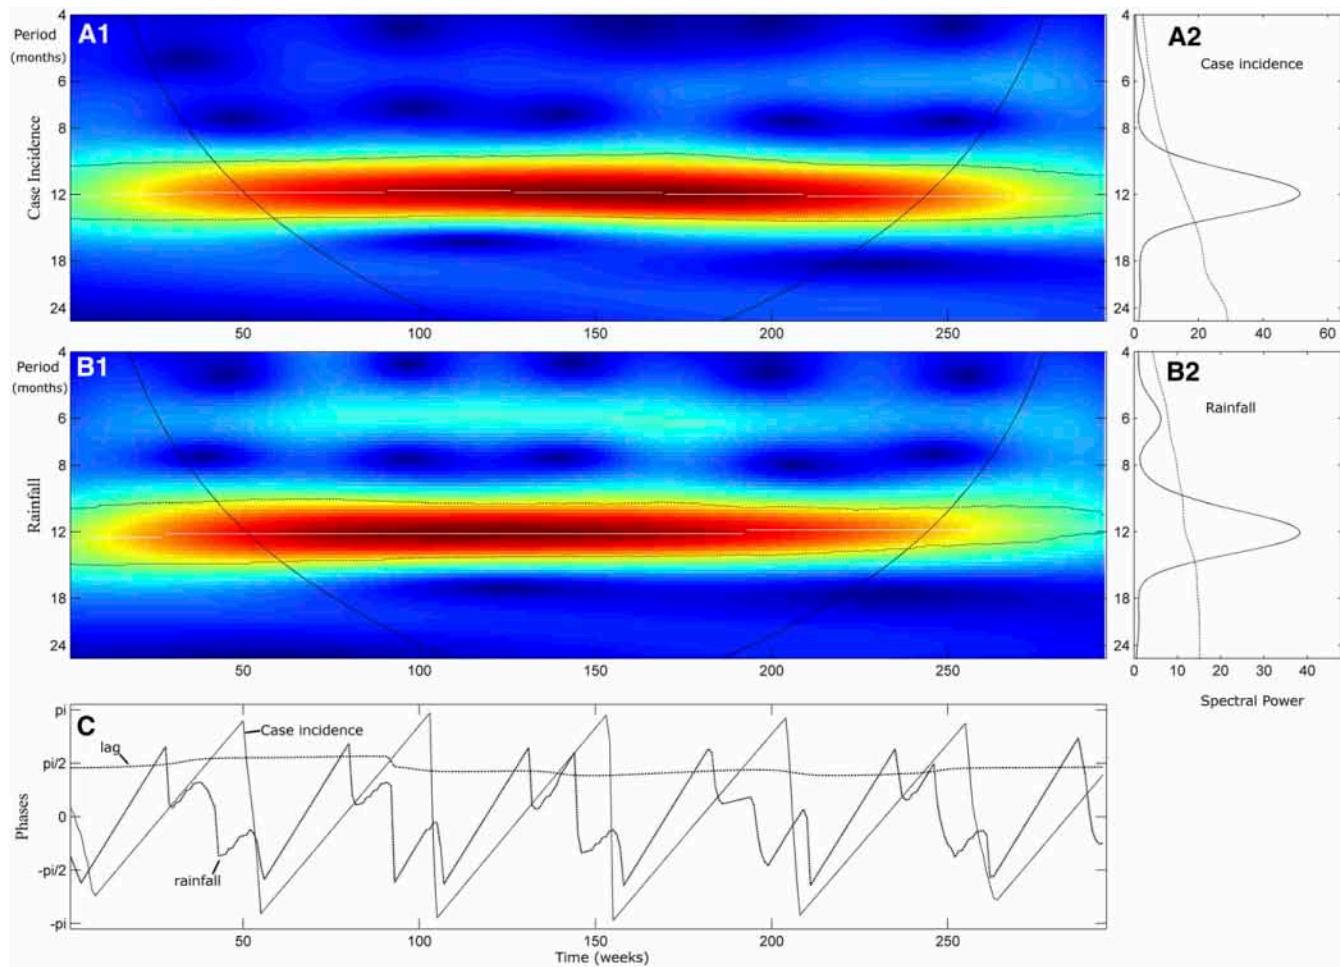 A1
Period
(months)
Case Incidence
4
6
8
12
18
24
50
100
150
200
250
A2
Case incidence
4
6
8
12
18
24
0
20
40
60
B1
Period
(months)
Rainfall
4
6
8
12
18
24
50
100
150
200
250
B2
Rainfall
4
6
8
12
18
24
0
10
20
30
40
Spectral Power
C
Phases
pi
pi/2
0
-pi/2
-pi
lag
Case incidence
rainfall
50
100
150
200
250
Time (weeks)